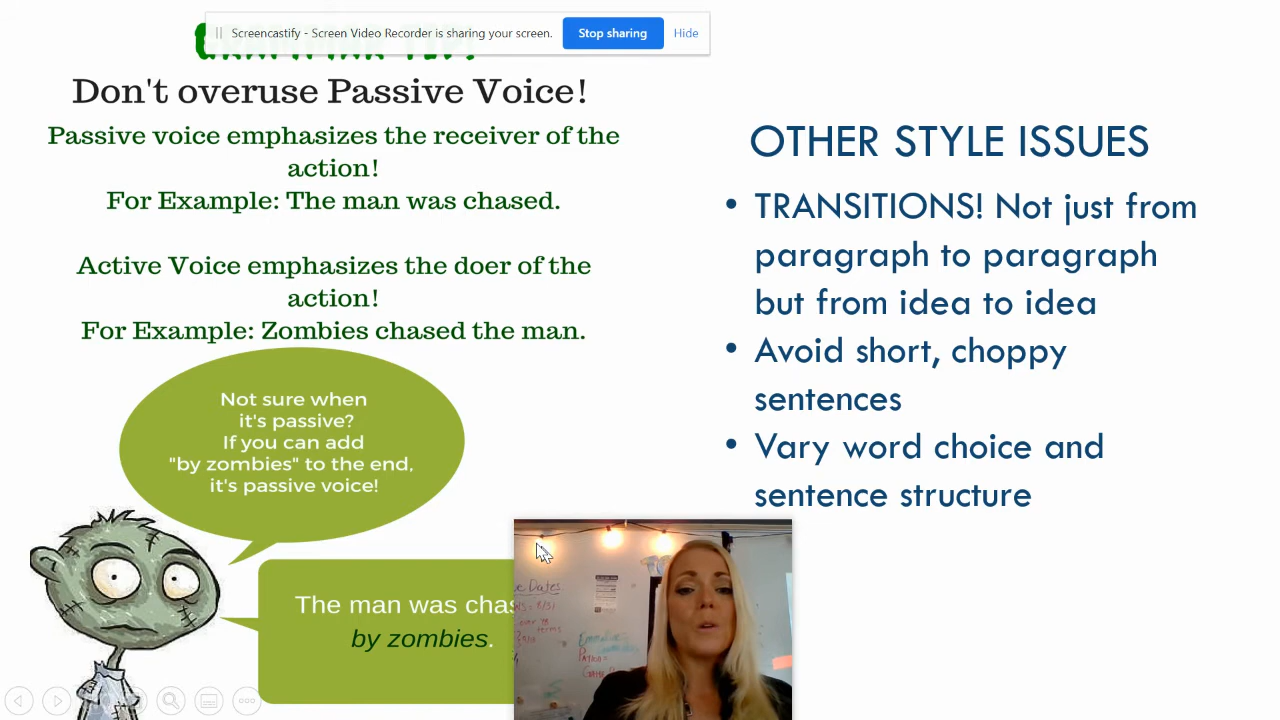 Screencastify - Screen Video Recorder is sharing your screen.
Stop sharing
Hide
Don't overuse Passive Voice!
Passive voice emphasizes the receiver of the
action!
For Example: The man was chased.
Active Voice emphasizes the doer of the
action!
For Example: Zombies chased the man.
Not sure when
it's passive?
If you can add
"by zombies" to the end,
it's passive voice!
The man was chas
by zombies.
OTHER STYLE ISSUES
• TRANSITIONS! Not just from
paragraph to paragraph
but from idea to idea
• Avoid short, choppy
sentences
• Vary word choice and
sentence structure
Dates